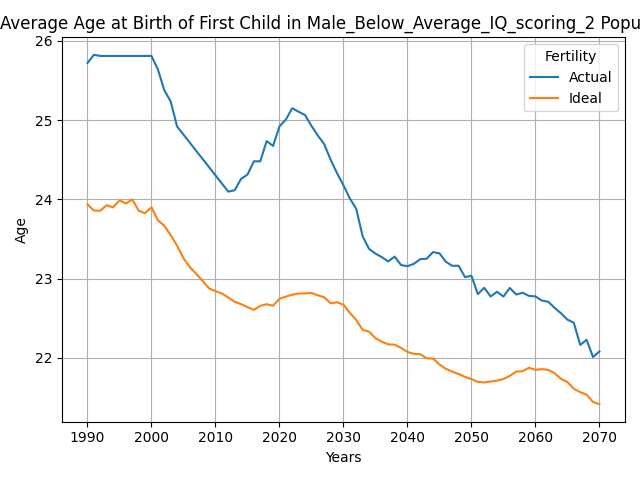 Average Age at Birth of First Child in Male_Below_Average_IQ_scoring_2 Popu
Fertility
Actual
Ideal
26
25
24
23
22
Age
1990 2000 2010 2020 2030 2040 2050 2060 2070
Years